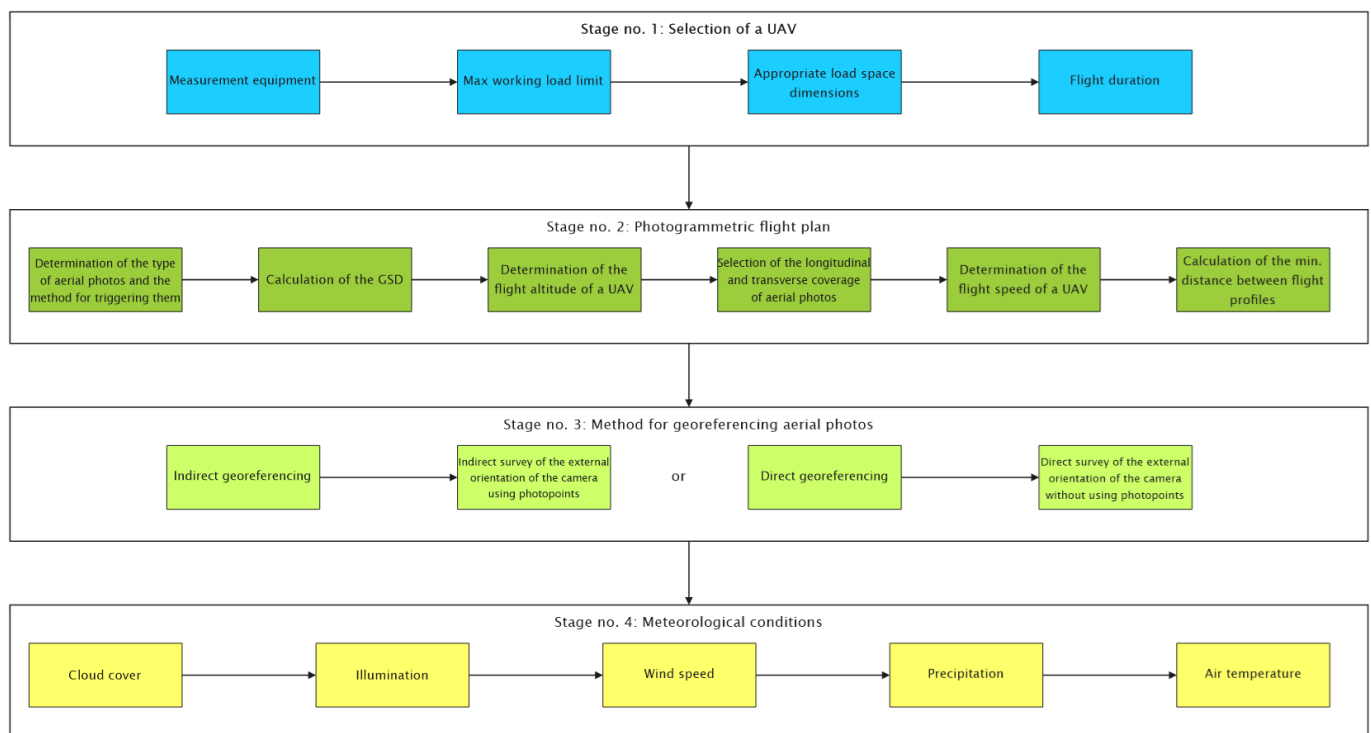 Stage no. 1: Selection of a UAV
Measurement equipment
Max working load limit
Appropriate load space
dimensions
Flight duration
Stage no. 2: Photogrammetric flight plan
Determination of the type
of aerial photos and the
method for triggering them
Calculation of the GSD
Determination of the
flight altitude of a UAV
Selection of the longitudinal
and transverse coverage
of aerial photos
Determination of the
flight speed of a UAV
Calculation of the min.
distance between flight
profiles
Stage no. 3: Method for georeferencing aerial photos
Indirect georeferencing
Indirect survey of the external
orientation of the camera
using photopoints
or
Direct georeferencing
Direct survey of the external
orientation of the camera
without using photopoints
Stage no. 4: Meteorological conditions
Cloud cover
Illumination
Wind speed
Precipitation
Air temperature